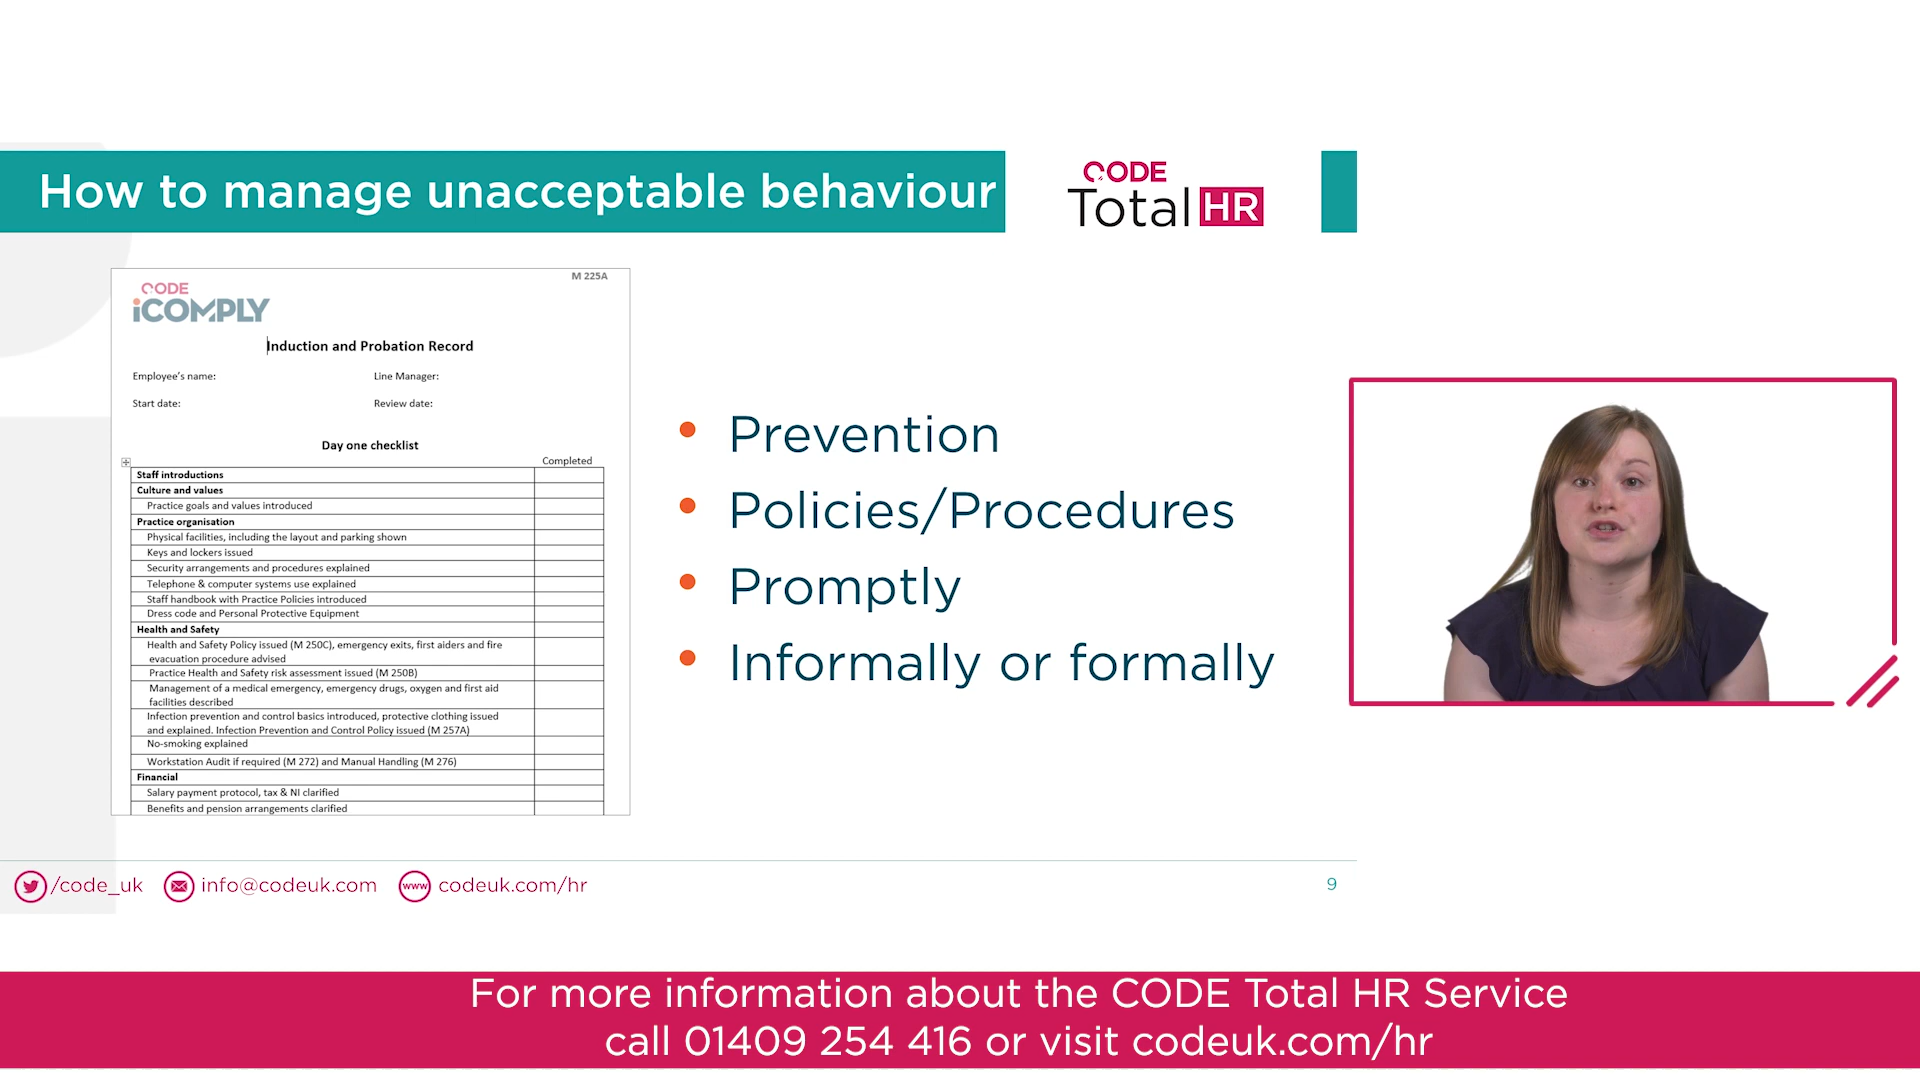 How to manage unacceptable behaviour
CODE
Total HR
M 225A
CODE
iCOMPLY
Induction and Probation Record
Employee's name:
Line Manager:
Start date:
Review date:
Day one checklist
Completed
Staff introductions
Culture and values
Practice goals and values introduced
Practice organisation
Physical facilities, including the layout and parking shown
Keys and lockers issued
Security arrangements and procedures explained
Telephone & computer systems use explained
Staff handbook with Practice Policies introduced
Dress code and Personal Protective Equipment
Health and Safety
Health and Safety Policy issued (M 250C), emergency exits, first aiders and fire
evacuation procedure advised
Practice Health and Safety risk assessment issued (M 250B)
Management of a medical emergency, emergency drugs, oxygen and first aid
facilities described
Infection prevention and control basics introduced, protective clothing issued
and explained. Infection Prevention and Control Policy issued (M 257A)
No-smoking explained
Workstation Audit if required (M 272) and Manual Handling (M 276)
Financial
Salary payment protocol, tax & NI clarified
Benefits and pension arrangements clarified
• Prevention
• Policies/Procedures
• Promptly
• Informally or formally
/code_uk
info@codeuk.com
www
codeuk.com/hr
9
For more information about the CODE Total HR Service
call 01409 254 416 or visit codeuk.com/hr